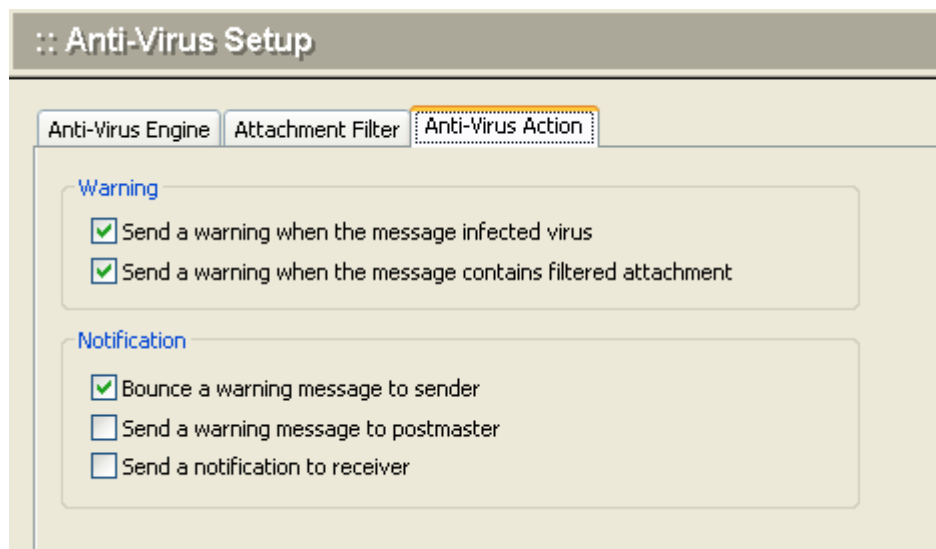 :: Anti-Virus Setup
Anti-Virus Engine Attachment Filter Anti-Virus Action
Warning
Send a warning when the message infected virus
Send a warning when the message contains filtered attachment
Notification
Bounce a warning message to sender
Send a warning message to postmaster
Send a notification to receiver